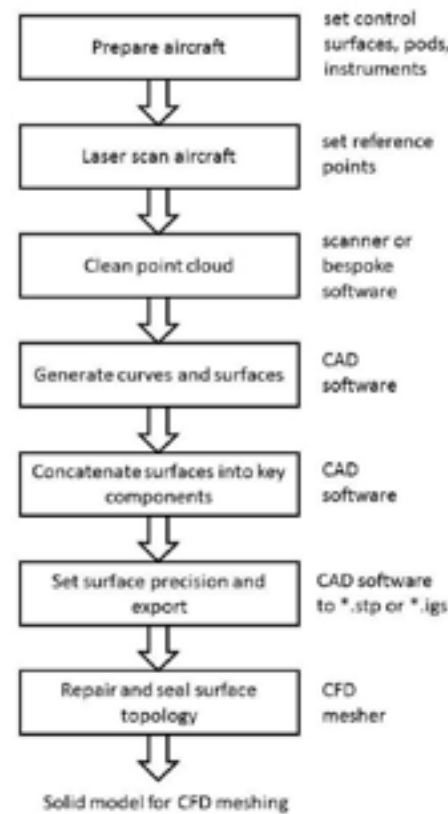 Prepare aircraft
set control
surfaces, pods,
instruments
Laser scan aircraft
set reference
points
Clean point cloud
scanner or
bespoke
software
Generate curves and surfaces
CAD
software
Concatenate surfaces into key
components
CAD
software
Set surface precision and
export
CAD software
to *.stp or *.igs
Repair and seal surface
topology
CFD
mesher
Solid model for CFD meshing